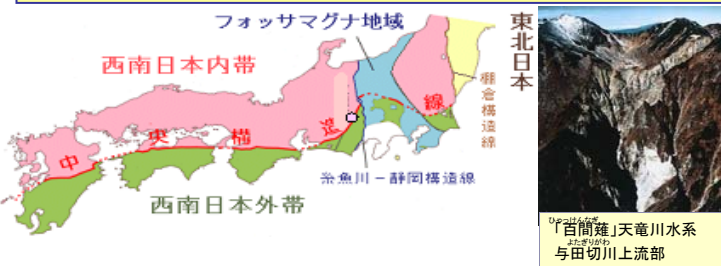 フォッサマグナ地域
西南日本内帯
東北日本
棚倉構造線
中央構造線
糸魚川－静岡構造線
西南日本外帯
ひゃっけんなぎ
「百間薙」天竜川水系
よたぎりがわ
与田切川上流部